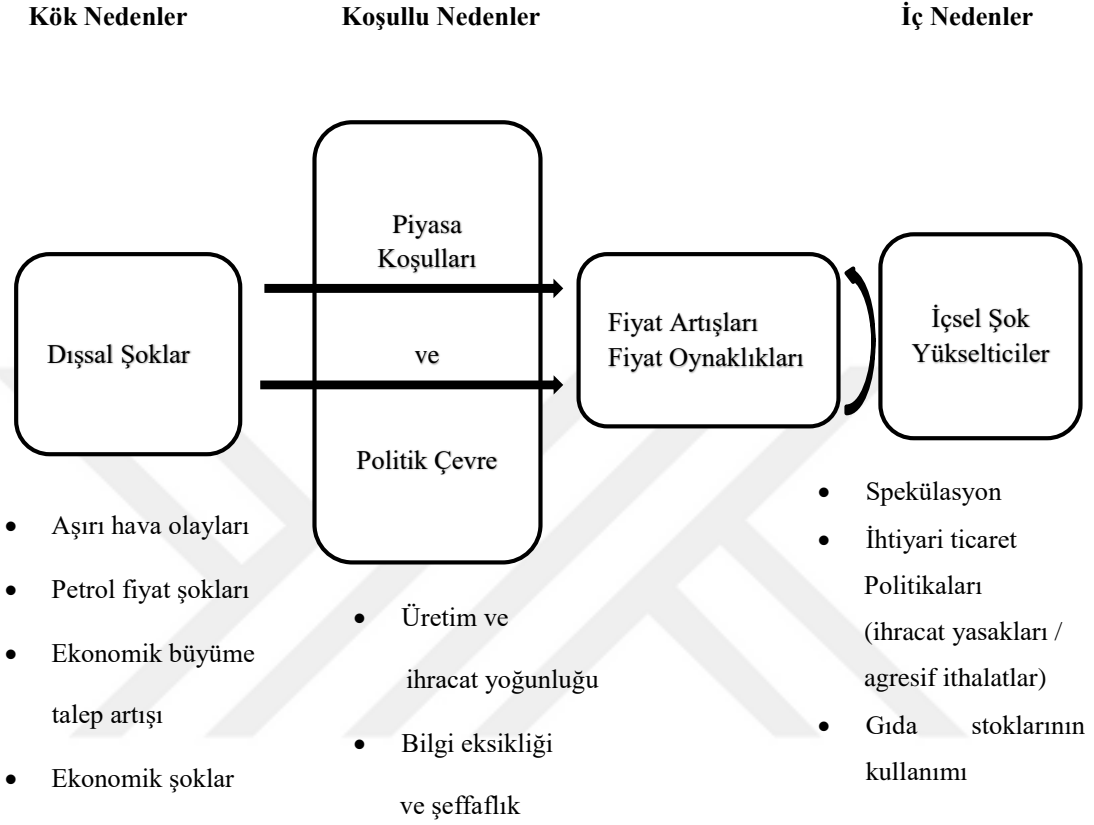 Kök Nedenler
Koşullu Nedenler
İç Nedenler
Dışsal Şoklar
Piyasa
Koşulları
ve
Politik Çevre
Fiyat Artışları
Fiyat Oynaklıkları
İçsel Şok
Yükselticiler
• Aşırı hava olayları
• Petrol fiyat şokları
• Ekonomik büyüme
talep artışı
• Ekonomik şoklar
• Üretim ve
ihracat yoğunluğu
• Bilgi eksikliği
ve şeffaflık
• Spekülasyon
• İhtiyari ticaret
Politikaları
(ihracat yasakları /
agresif ithalatlar)
• Gıda stoklarının
kullanımı